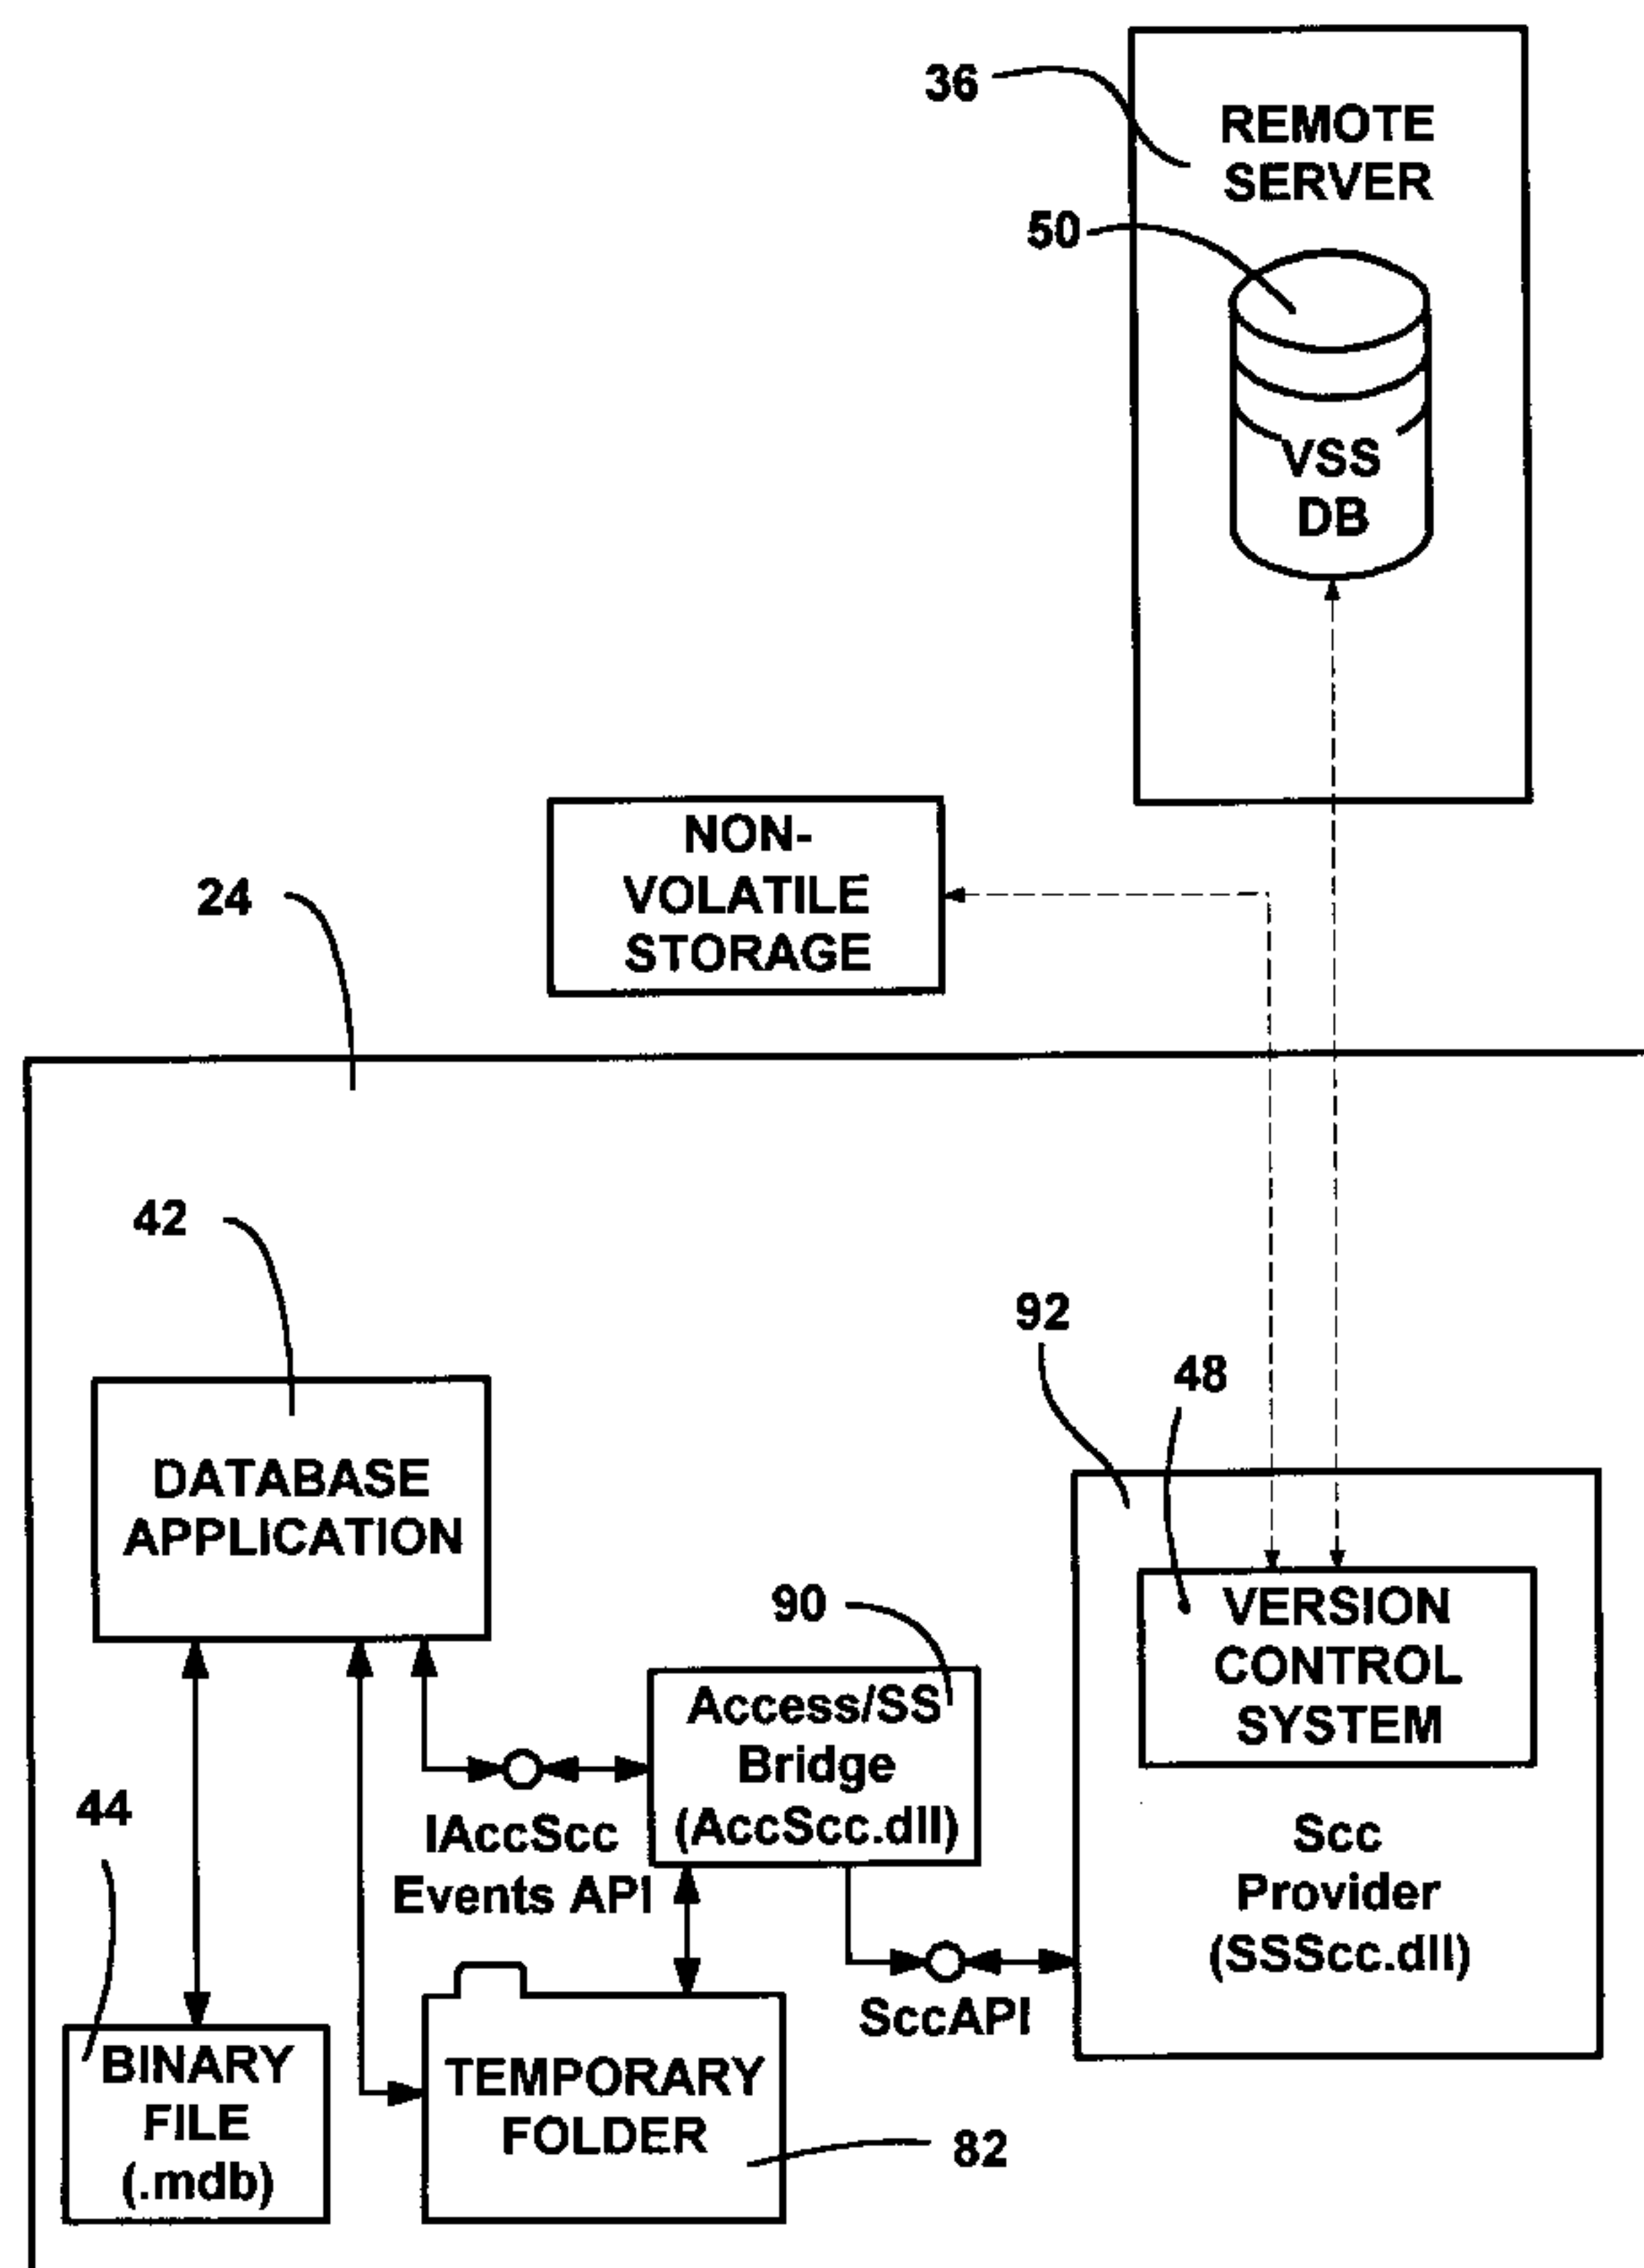 36
REMOTE
SERVER
50
VSS
DB
NON-
VOLATILE
STORAGE
24
42
DATABASE
APPLICATION
92
48
VERSION
CONTROL
SYSTEM
90
Access/SS
Bridge
(AccScc.dll)
Scc
Provider
(SSScc.dll)
44
IAccScc
Events API
SccAPI
BINARY
FILE
(.mdb)
TEMPORARY
FOLDER
82